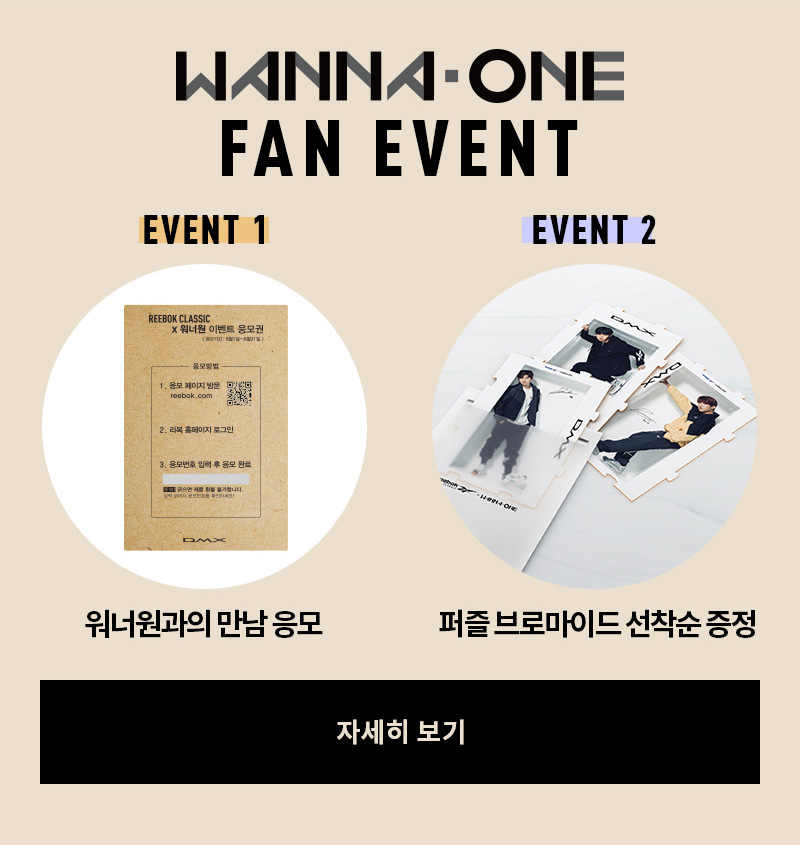 WANNA·ONE
FAN EVENT
EVENT 1
EVENT 2
REEBOK CLASSIC
x 워너원 이벤트 응모권
응모방법
1. 응모 페이지 방문
reebok.com
2. 리복 홈페이지 로그인
3. 응모번호 입력 후 응모 완료
DMX
DMX
DMX
DMX
WANNA·ONE
워너원과의 만남 응모
퍼즐 브로마이드 선착순 증정
자세히 보기